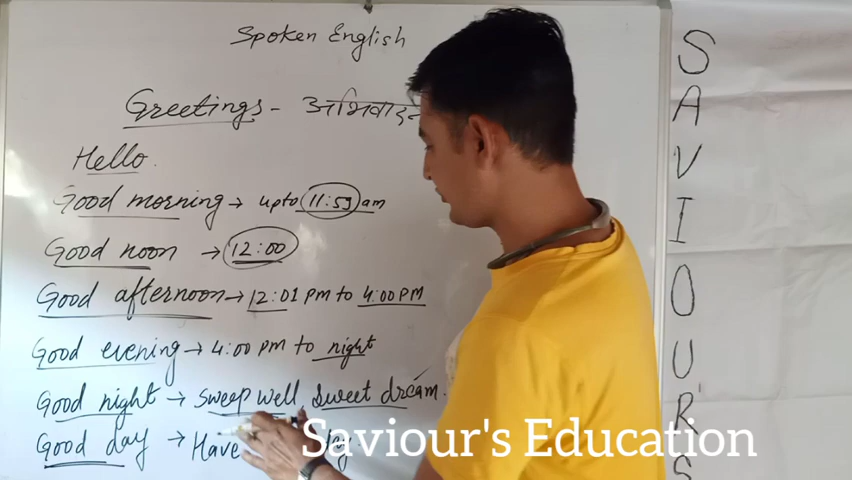 Spoken English
Greetings - अभिवादन
Hello.
Good morning → upto 11:59 am
Good noon → 12:00
Good afternoon → 12:01 PM to 4:00 PM
Good evening → 4:00 pm to night
Good night → Sweep well Sweet dream.
Good day → Have
SAVIOURS
Saviour's Education